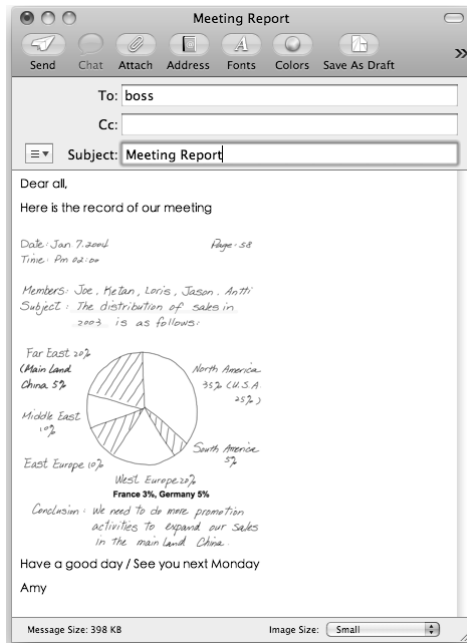 Meeting Report
Send Chat Attach Address Fonts Colors Save As Draft
To: boss
Cc:
Subject: Meeting Report
Dear all,
Here is the record of our meeting
Date: Jan 7. 2004 Page - 58
Time: Pm 02:00
Members: Joe, Ketan, Loris, Jason, Antti
Subject: The distribution of sales in
2003 is as follows:
Far East 20%
(Main Land
China 5%
North America
35% (U.S.A
25%)
Middle East
10%
South America
5%
East Europe 10%
West Europe 20%
France 3%, Germany 5%
Conclusion: We need to do more promotion
activities to expand our sales
in the main land China.
Have a good day / See you next Monday
Amy
Message Size: 398 KB Image Size: Small